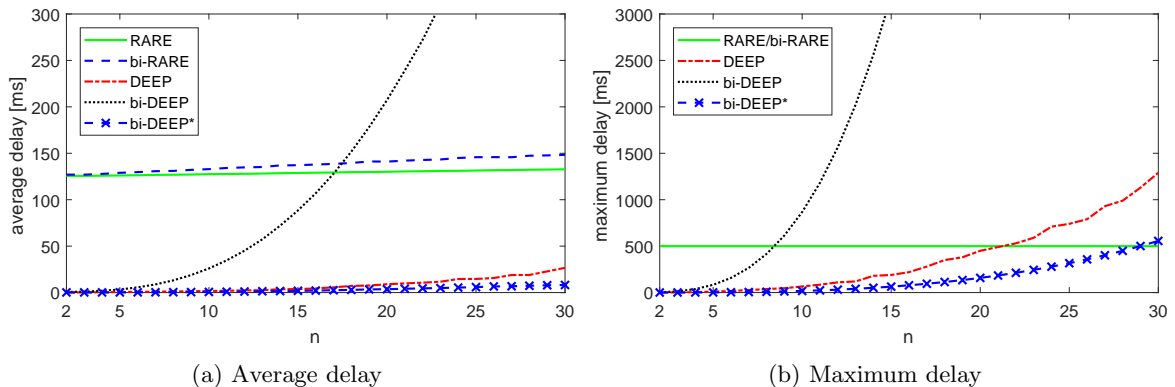 300
250
200
150
100
50
0
average delay [ms]
RARE
bi-RARE
DEEP
bi-DEEP
bi-DEEP*
2 5 10 15 20 25 30
n
(a) Average delay
3000
2500
2000
1500
1000
500
0
maximum delay [ms]
RARE/bi-RARE
DEEP
bi-DEEP
bi-DEEP*
2 5 10 15 20 25 30
n
(b) Maximum delay